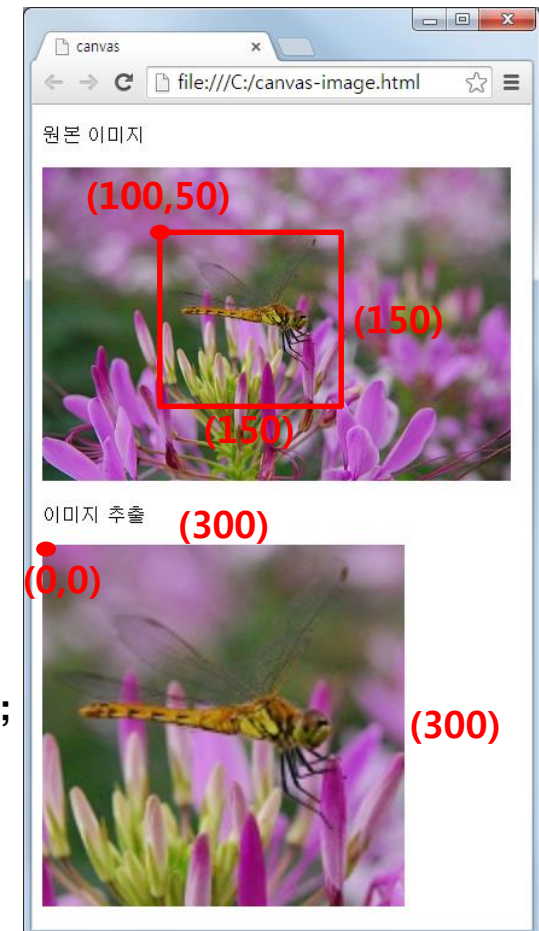 canvas
file:///C:/canvas-image.html
원본 이미지
(100,50)
(150)
(150)
이미지 추출
(300)
(0,0)
;
(300)